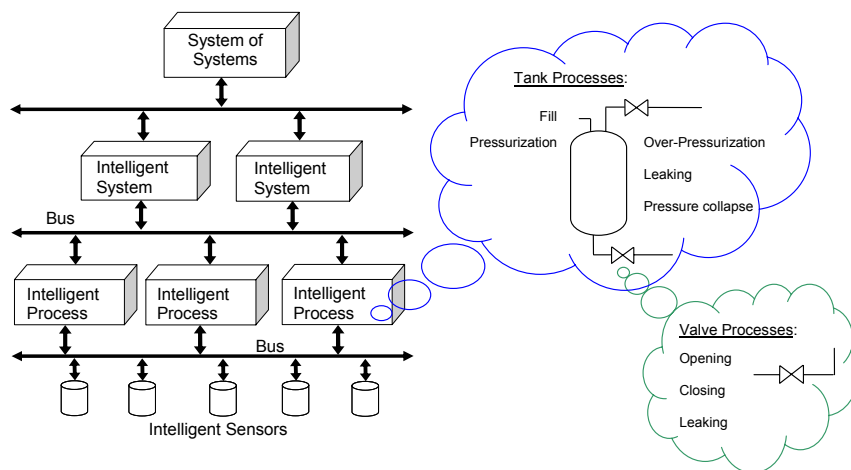 System of
Systems
Intelligent
System
Intelligent
System
Bus
Intelligent
Process
Intelligent
Process
Intelligent
Process
Bus
Intelligent Sensors
Tank Processes:
Fill
Pressurization
Over-Pressurization
Leaking
Pressure collapse
Valve Processes:
Opening
Closing
Leaking